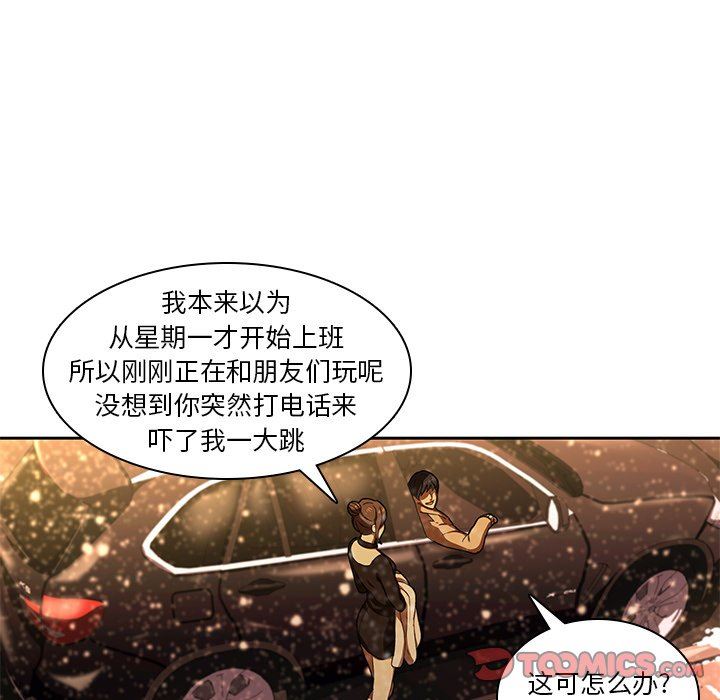 我本来以为
从星期一才开始上班
所以刚刚正在和朋友们玩呢
没想到你突然打电话来
吓了我一大跳
这可怎么办?
TOOMICS
TOOMICS.COM